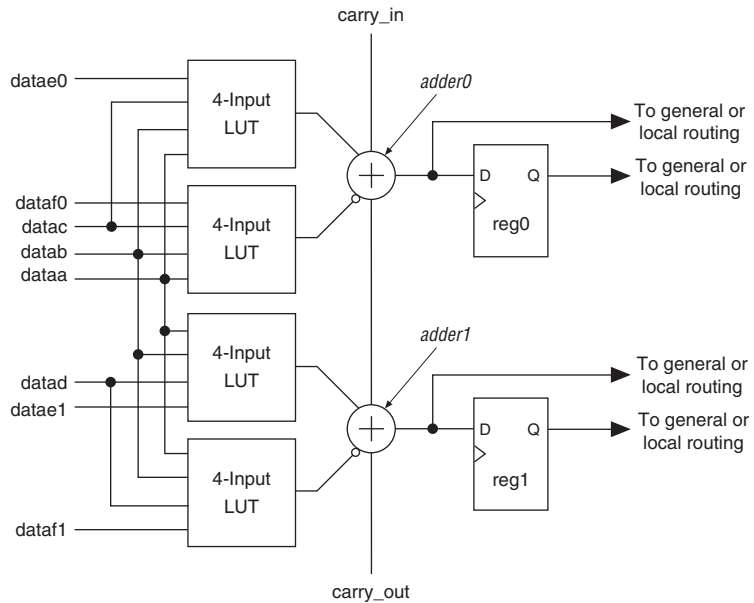 carry_in
datae0
4-Input
LUT
adder0
To general or
local routing
D Q
reg0
To general or
local routing
dataf0
datac
datab
dataa
4-Input
LUT
4-Input
LUT
adder1
To general or
local routing
datad
datae1
D Q
reg1
To general or
local routing
4-Input
LUT
dataf1
carry_out